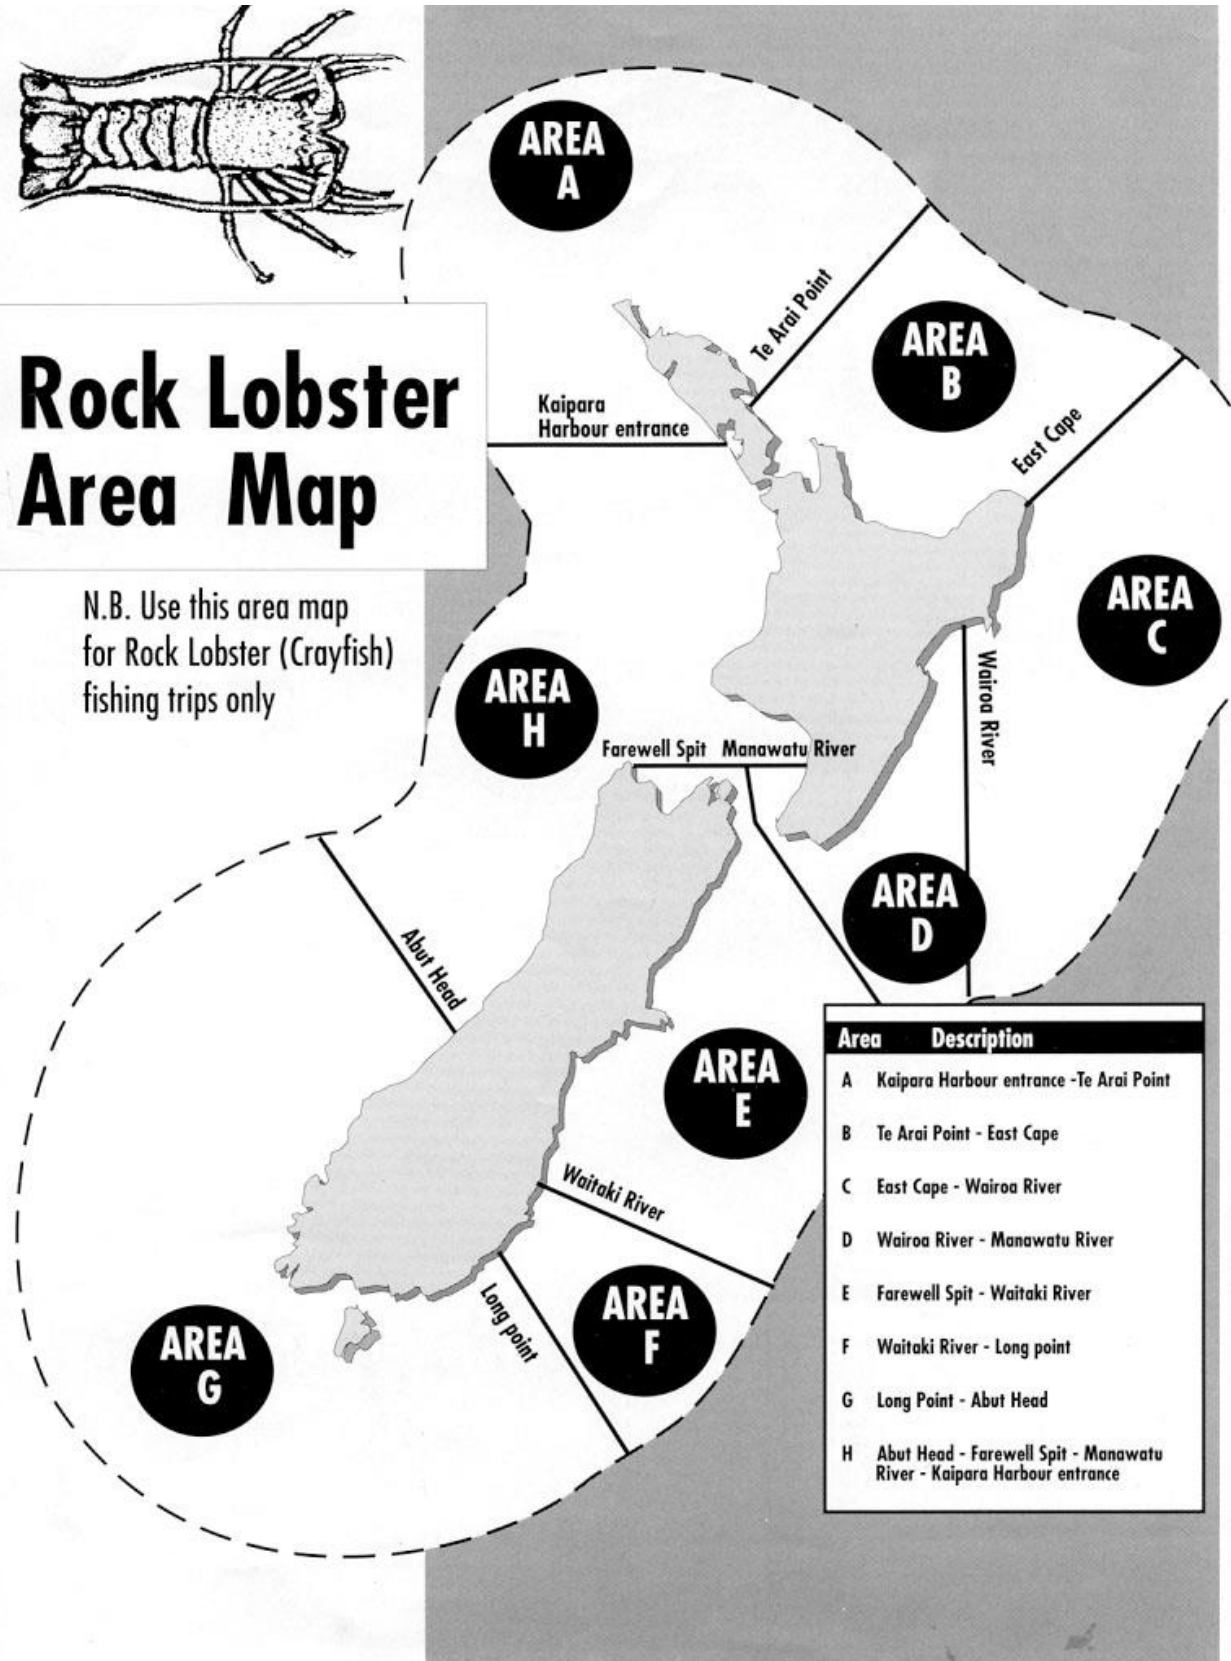 AREA
A
Te Arai Point
AREA
B
Rock Lobster
Area Map
Kaipara
Harbour entrance
East Cape
N.B. Use this area map
for Rock Lobster (Crayfish)
fishing trips only
AREA
C
AREA
H
Wairoa River
Farewell Spit Manawatu River
AREA
D
Abut Head
AREA
E
Waitaki River
AREA
F
Long point
AREA
G
Area Description
A Kaipara Harbour entrance -Te Arai Point
B Te Arai Point - East Cape
C East Cape - Wairoa River
D Wairoa River - Manawatu River
E Farewell Spit - Waitaki River
F Waitaki River - Long point
G Long Point - Abut Head
H Abut Head - Farewell Spit - Manawatu
River - Kaipara Harbour entrance